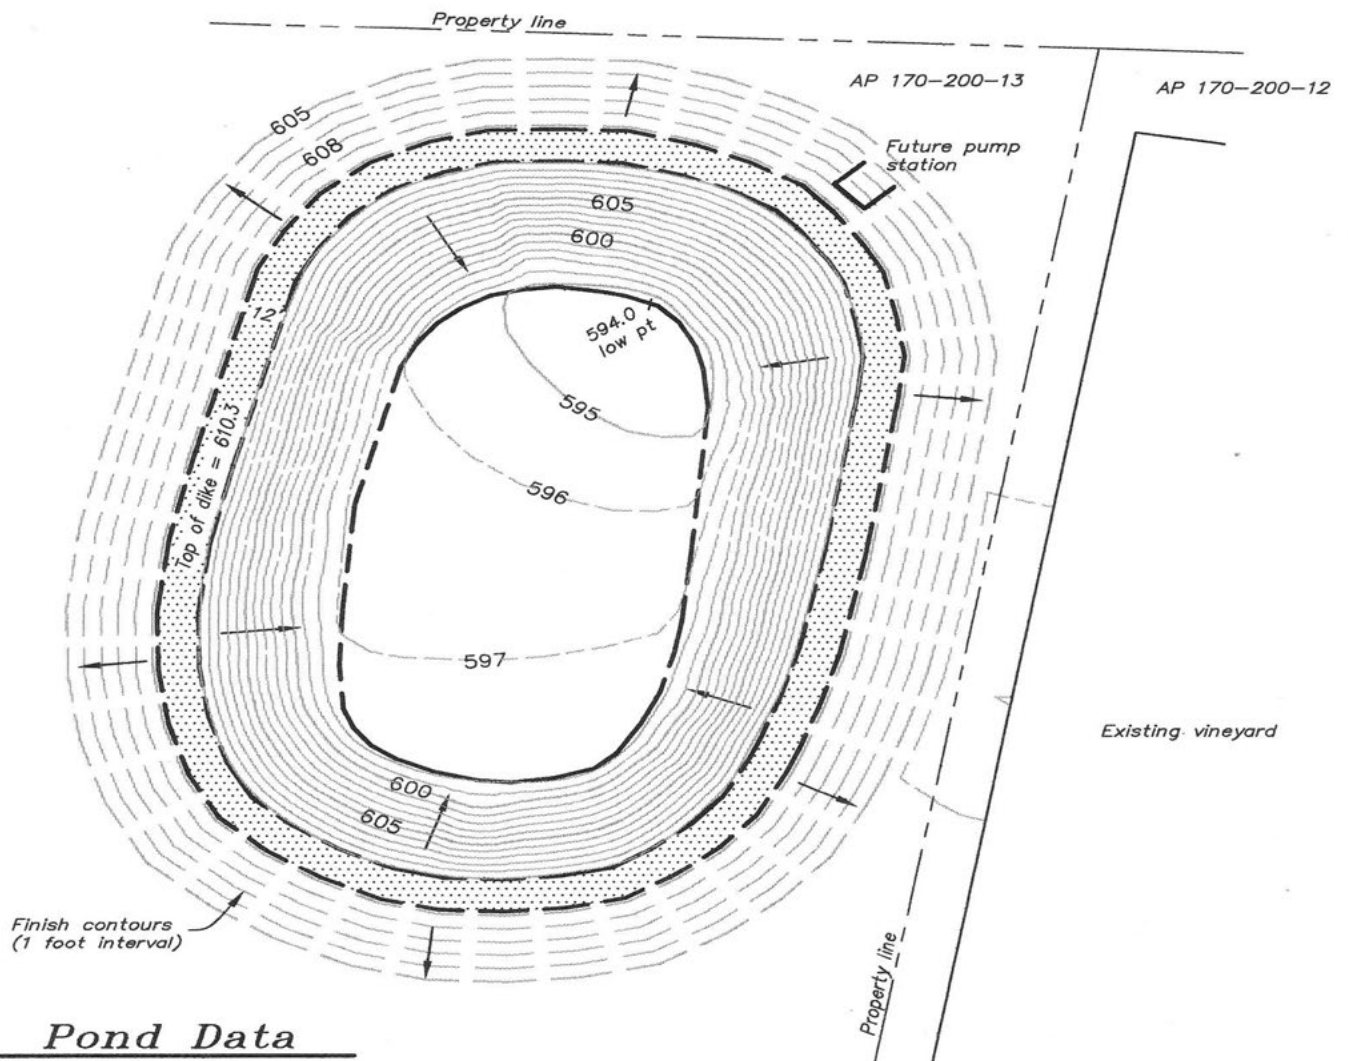 Property line
AP 170-200-13
AP 170-200-12
605
608
Future pump
station
605
600
12'
594.0
low pt
595
Top of dike = 610.3
596
597
Existing vineyard
600
605
Finish contours
(1 foot interval)
Property line
Pond Data